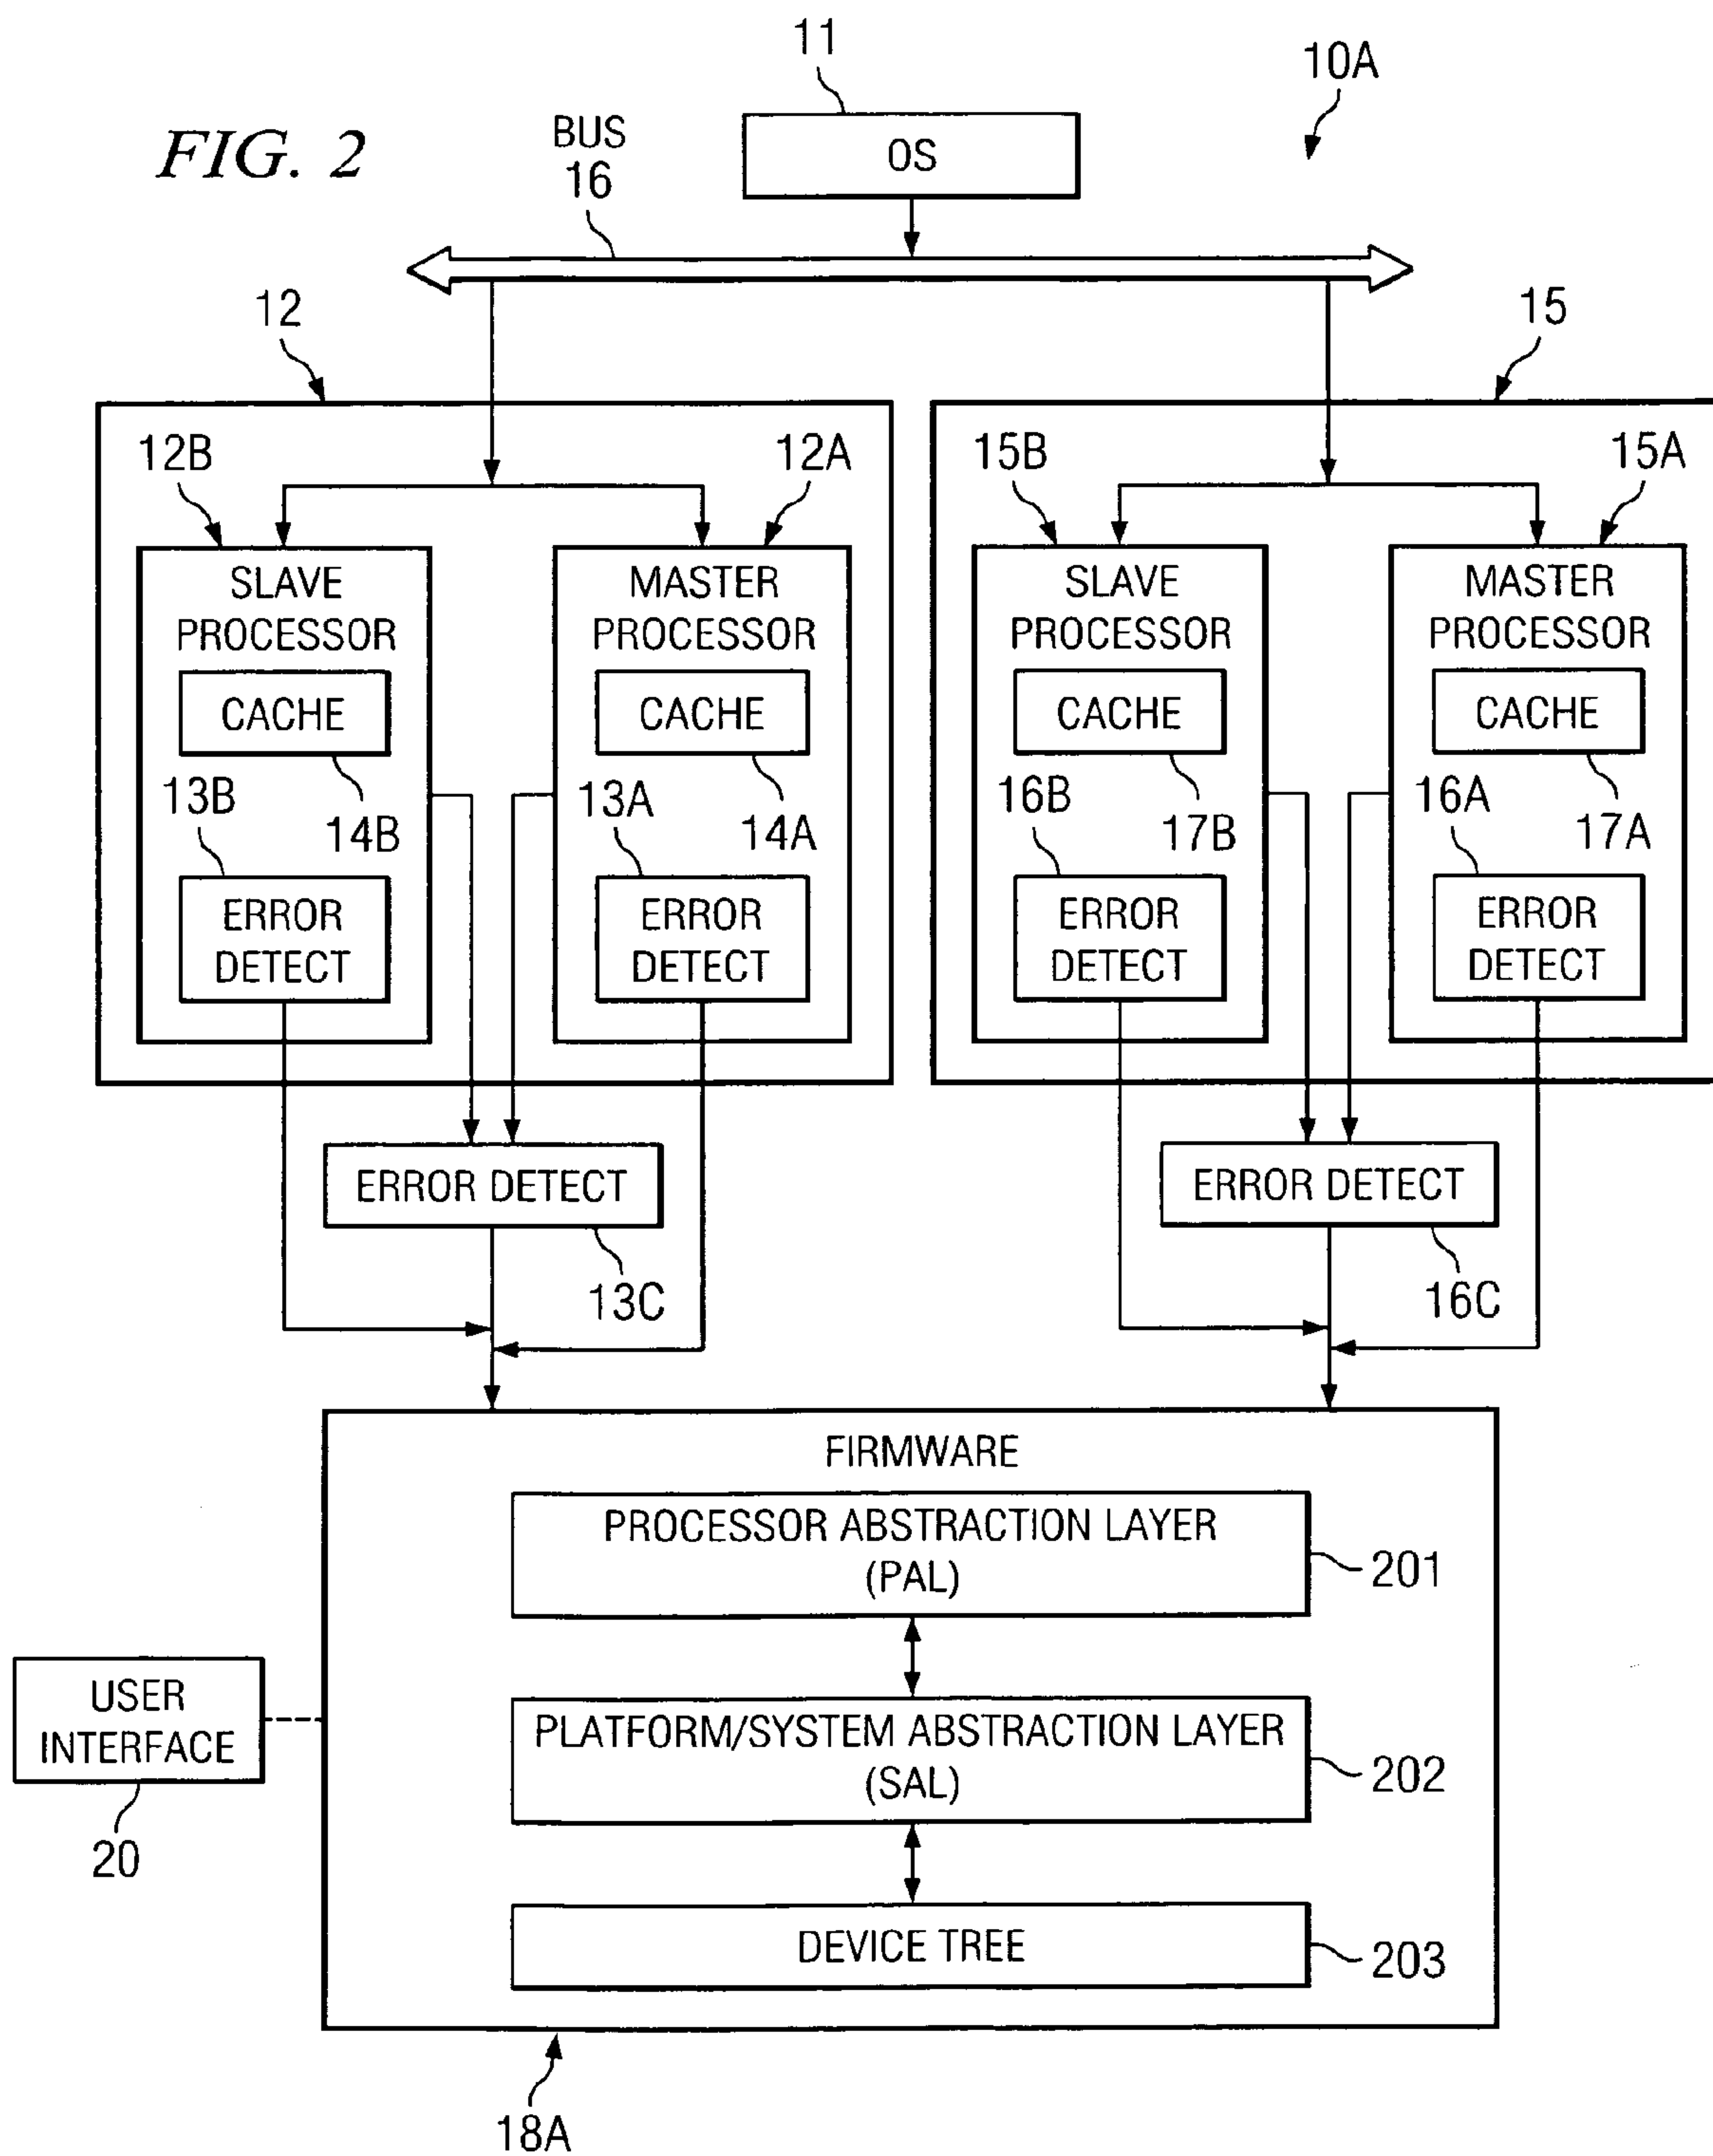 FIG. 2
11
10A
BUS
16
OS
12
15
12B
12A
15B
15A
SLAVE
PROCESSOR
MASTER
PROCESSOR
SLAVE
PROCESSOR
MASTER
PROCESSOR
CACHE
CACHE
CACHE
CACHE
13B
14B
13A
14A
16B
17B
16A
17A
ERROR
DETECT
ERROR
DETECT
ERROR
DETECT
ERROR
DETECT
ERROR DETECT
ERROR DETECT
13C
16C
FIRMWARE
PROCESSOR ABSTRACTION LAYER
(PAL)
201
USER
INTERFACE
20
PLATFORM/SYSTEM ABSTRACTION LAYER
(SAL)
202
DEVICE TREE
203
18A